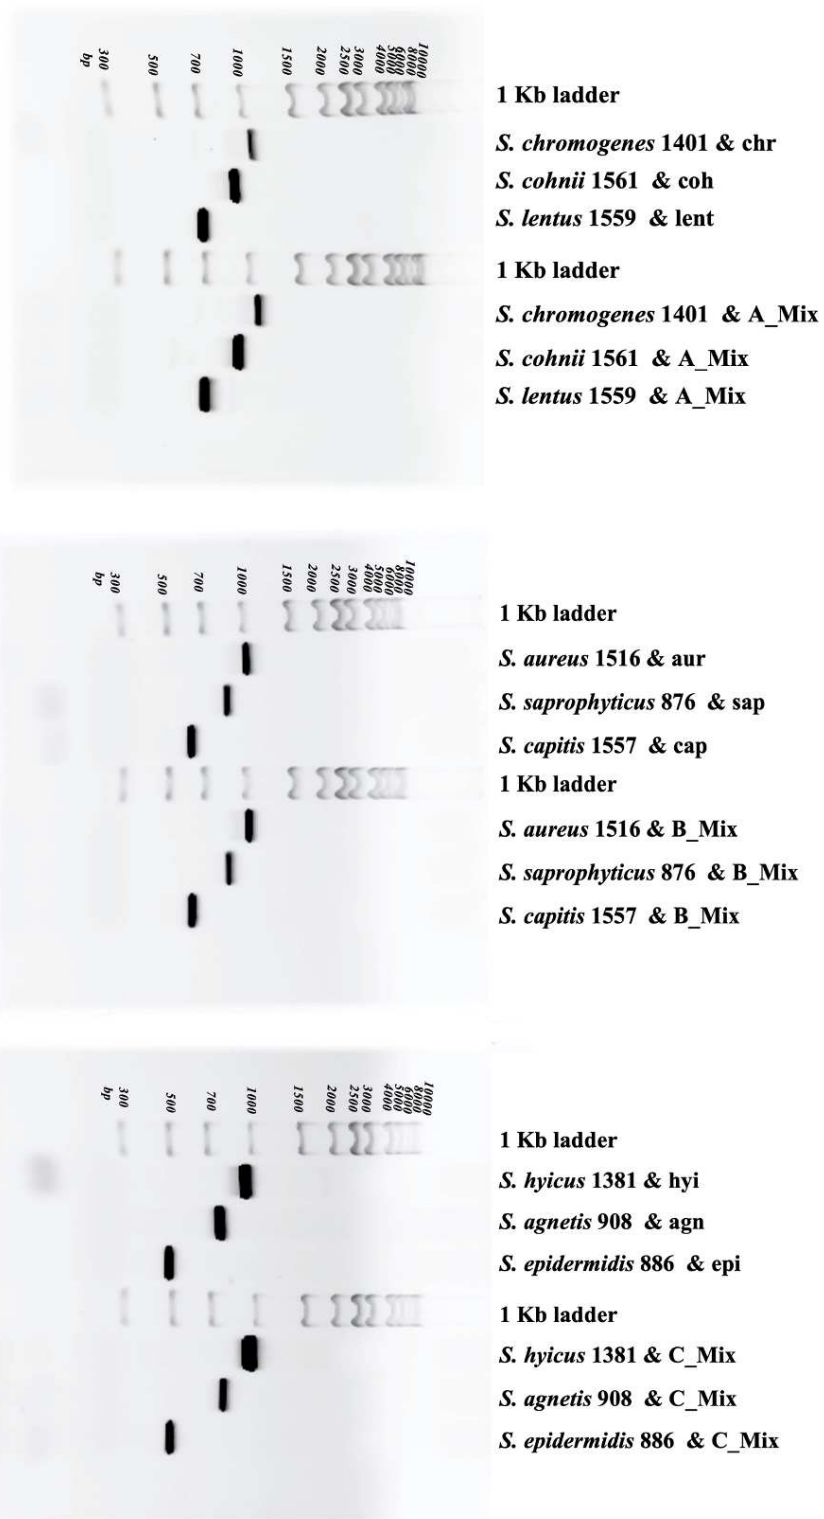 bp 300 500 700 1000 1500 2000 2500 3000 4000 5000 6000 8000 10000
1 Kb ladder
S. chromogenes 1401 & chr
S. cohnii 1561 & coh
S. lentus 1559 & lent
1 Kb ladder
S. chromogenes 1401 & A_Mix
S. cohnii 1561 & A_Mix
S. lentus 1559 & A_Mix
bp 300 500 700 1000 1500 2000 2500 3000 4000 5000 6000 8000 10000
1 Kb ladder
S. aureus 1516 & aur
S. saprophyticus 876 & sap
S. capitis 1557 & cap
1 Kb ladder
S. aureus 1516 & B_Mix
S. saprophyticus 876 & B_Mix
S. capitis 1557 & B_Mix
bp 300 500 700 1000 1500 2000 2500 3000 4000 5000 6000 8000 10000
1 Kb ladder
S. hyicus 1381 & hyi
S. agnetis 908 & agn
S. epidermidis 886 & epi
1 Kb ladder
S. hyicus 1381 & C_Mix
S. agnetis 908 & C_Mix
S. epidermidis 886 & C_Mix